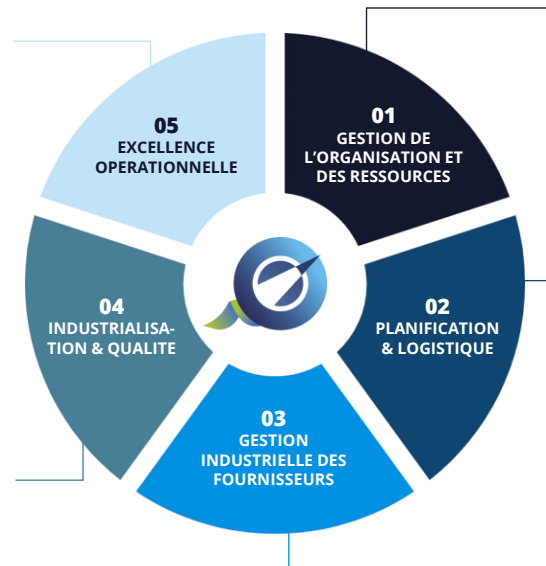 01
GESTION DE
L'ORGANISATION ET
DES RESSOURCES
02
PLANIFICATION
& LOGISTIQUE
03
GESTION
INDUSTRIELLE DES
FOURNISSEURS
04
INDUSTRIALISA-
TION & QUALITE
05
EXCELLENCE
OPERATIONNELLE